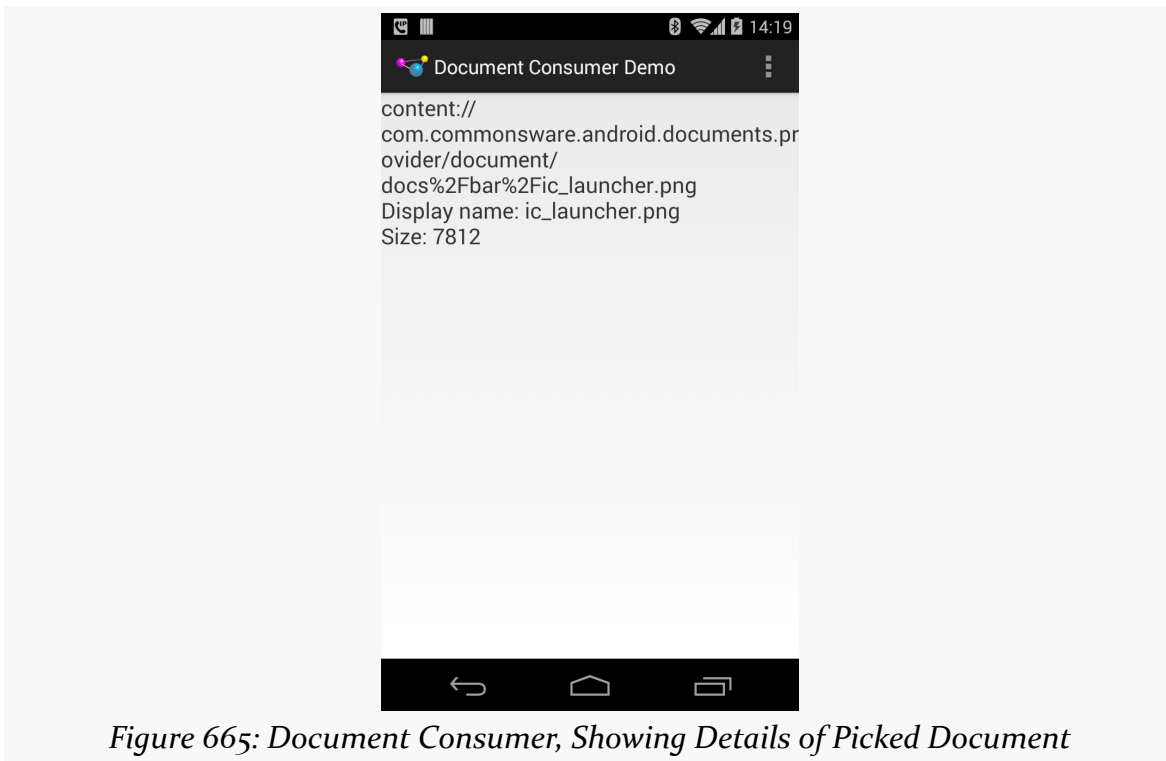 14:19
Document Consumer Demo
content://
com.commonsware.android.documents.pr
ovider/document/
docs%2Fbar%2Fic_launcher.png
Display name: ic_launcher.png
Size: 7812
Figure 665: Document Consumer, Showing Details of Picked Document